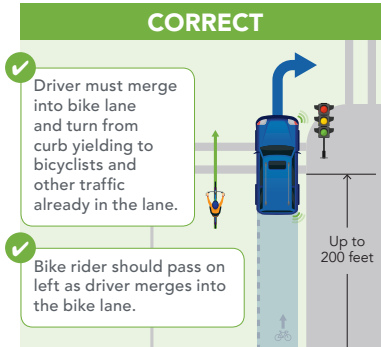 CORRECT
Driver must merge
into bike lane
and turn from
curb yielding to
bicyclists and
other traffic
already in the lane.
Bike rider should pass on
left as driver merges into
the bike lane.
Up to
200 feet